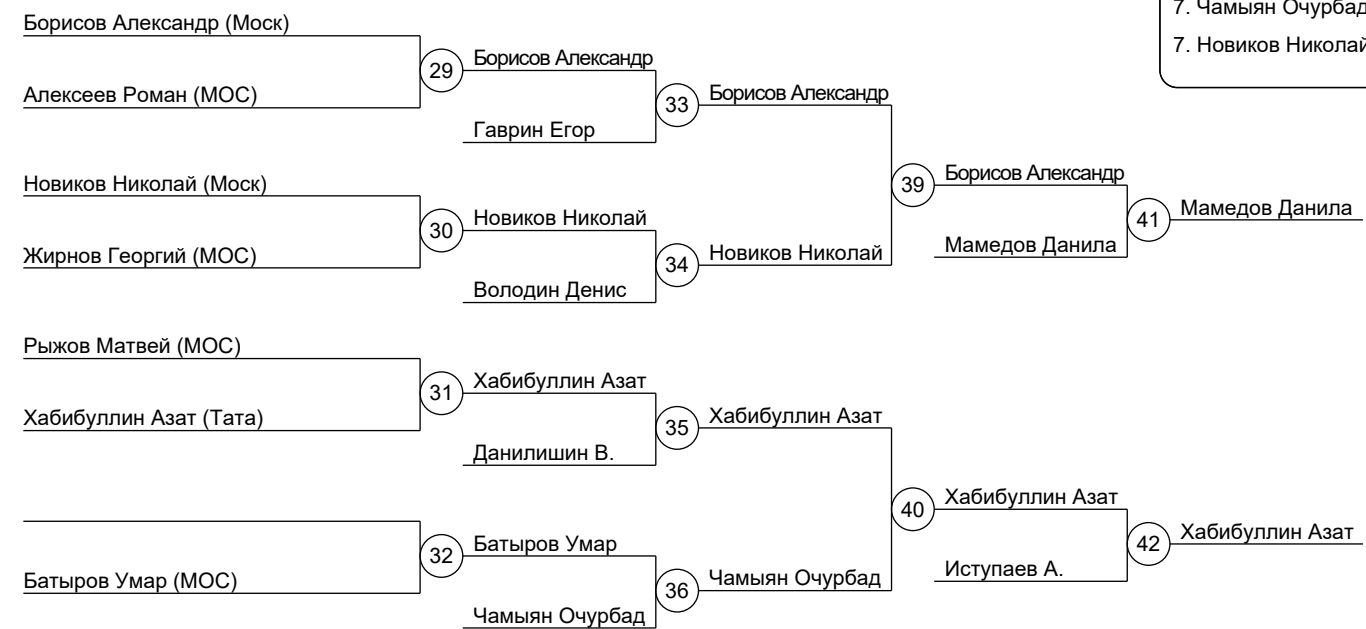 Борисов Александр (Моск)
7. Чамыян Очурбад
7. Новиков Николай
29
Борисов Александр
Алексеев Роман (МОС)
33
Борисов Александр
Гаврин Егор
Новиков Николай (Моск)
39
Борисов Александр
30
Новиков Николай
41
Мамедов Данила
Жирнов Георгий (МОС)
34
Новиков Николай
Мамедов Данила
Володин Денис
Рыжов Матвей (МОС)
31
Хабибуллин Азат
Хабибуллин Азат (Тата)
35
Хабибуллин Азат
Данилишин В.
40
Хабибуллин Азат
32
Батыров Умар
42
Хабибуллин Азат
Батыров Умар (МОС)
36
Чамыян Очурбад
Иступаев А.
Чамыян Очурбад